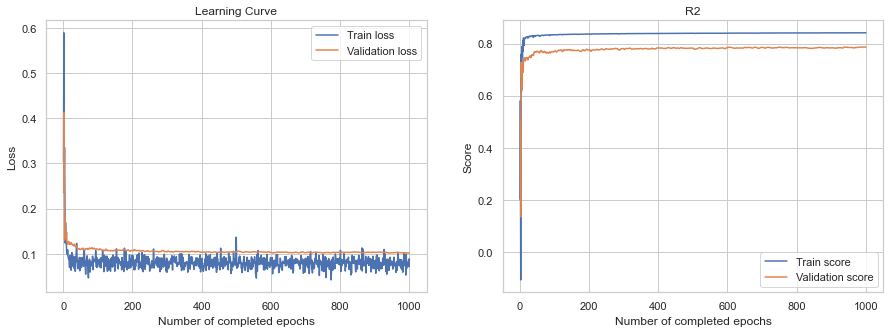 Learning Curve
Train loss
Validation loss
0.6
0.5
0.4
0.3
0.2
0.1
Loss
0
200
400
600
800
1000
Number of completed epochs
R2
0.8
0.6
0.4
0.2
0.0
Score
Train score
Validation score
0
200
400
600
800
1000
Number of completed epochs